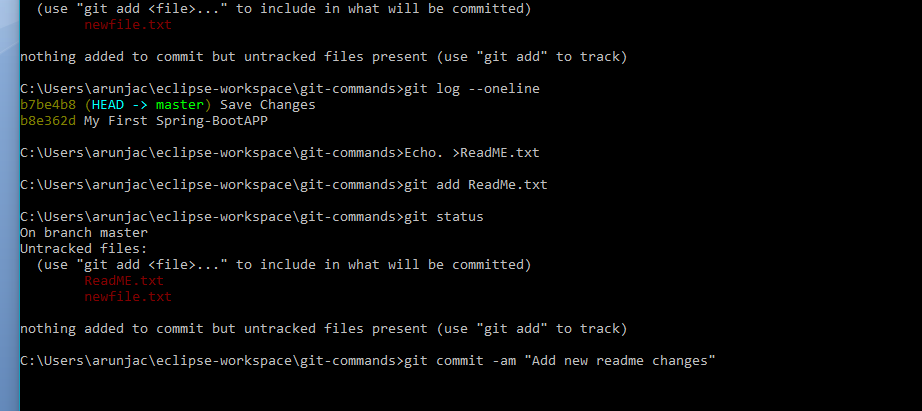 (use "git add <file>..." to include in what will be committed)
newfile.txt
nothing added to commit but untracked files present (use "git add" to track)
C:\Users\arunjac\eclipse-workspace\git-commands>git log --oneline
b7be4b8 (HEAD -> master) Save Changes
b8e362d My First Spring-BootAPP
C:\Users\arunjac\eclipse-workspace\git-commands>Echo. >ReadME.txt
C:\Users\arunjac\eclipse-workspace\git-commands>git add ReadMe.txt
C:\Users\arunjac\eclipse-workspace\git-commands>git status
On branch master
Untracked files:
(use "git add <file>..." to include in what will be committed)
ReadME.txt
newfile.txt
nothing added to commit but untracked files present (use "git add" to track)
C:\Users\arunjac\eclipse-workspace\git-commands>git commit -am "Add new readme changes"